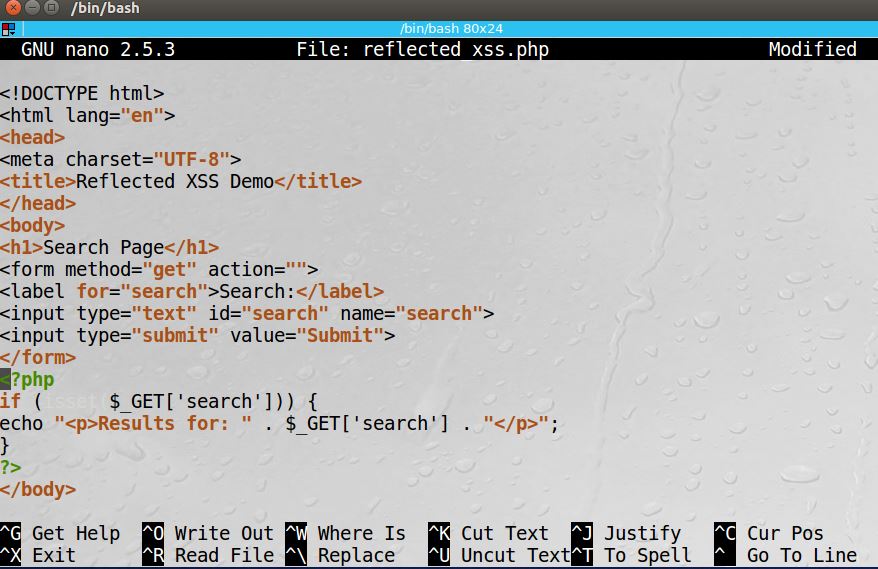 /bin/bash
/bin/bash 80x24
GNU nano 2.5.3 File: reflected_xss.php Modified
<!DOCTYPE html>
<html lang="en">
<head>
<meta charset="UTF-8">
<title>Reflected XSS Demo</title>
</head>
<body>
<h1>Search Page</h1>
<form method="get" action="">
<label for="search">Search:</label>
<input type="text" id="search" name="search">
<input type="submit" value="Submit">
</form>
<?php
if (isset($_GET['search'])) {
echo "<p>Results for: " . $_GET['search'] . "</p>";
}
?>
</body>
^G Get Help ^O Write Out ^W Where Is ^K Cut Text ^J Justify ^C Cur Pos
^X Exit ^R Read File ^\ Replace ^U Uncut Text ^T To Spell ^_ Go To Line